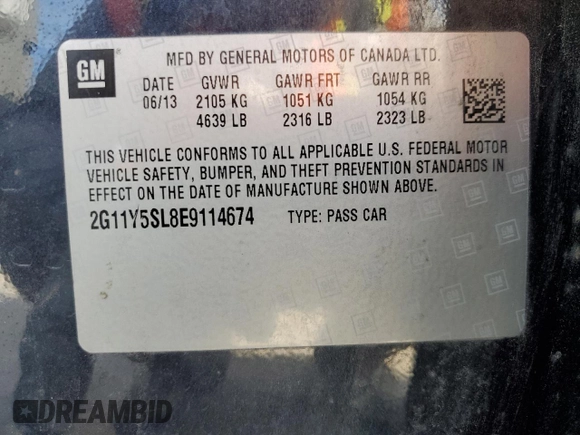 GM
MFD BY GENERAL MOTORS OF CANADA LTD.
DATE GVWR GAWR FRT GAWR RR
06/13 2105 KG 1051 KG 1054 KG
4639 LB 2316 LB 2323 LB
THIS VEHICLE CONFORMS TO ALL APPLICABLE U.S. FEDERAL MOTOR
VEHICLE SAFETY, BUMPER, AND THEFT PREVENTION STANDARDS IN
EFFECT ON THE DATE OF MANUFACTURE SHOWN ABOVE.
2G11Y5SL8E9114674 TYPE: PASS CAR
DREAMBID